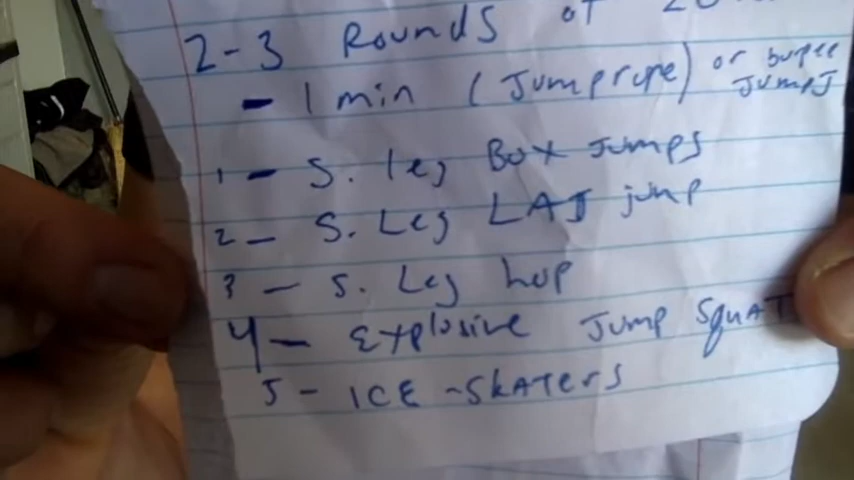 2-3 Rounds of
- 1 min (Jumprope) or burpee Jumps
1 - S. leg Box Jumps
2 - S. Leg LAT jump
3 - S. Leg hop
4 - Explosive Jump SquAT
5 - ICE -SkATers